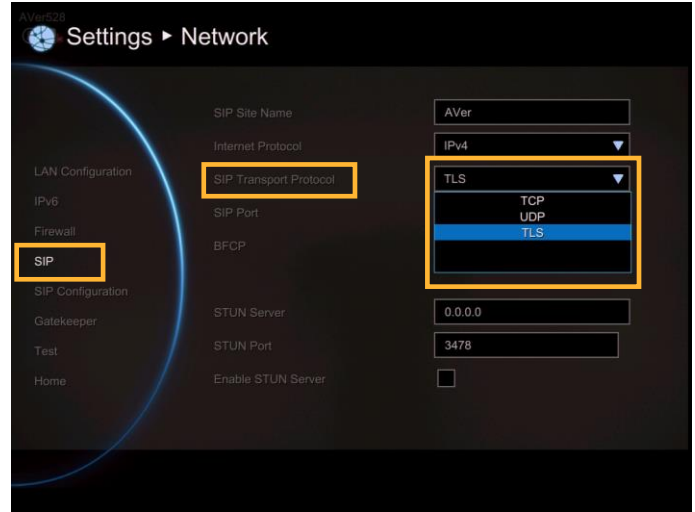 AVer528
Settings ▸ Network
SIP Site Name AVer
Internet Protocol IPv4
LAN Configuration
SIP Transport Protocol TLS
IPv6
TCP
SIP Port
UDP
Firewall
TLS
BFCP
SIP
SIP Configuration
STUN Server 0.0.0.0
Gatekeeper
STUN Port 3478
Test
Enable STUN Server
Home